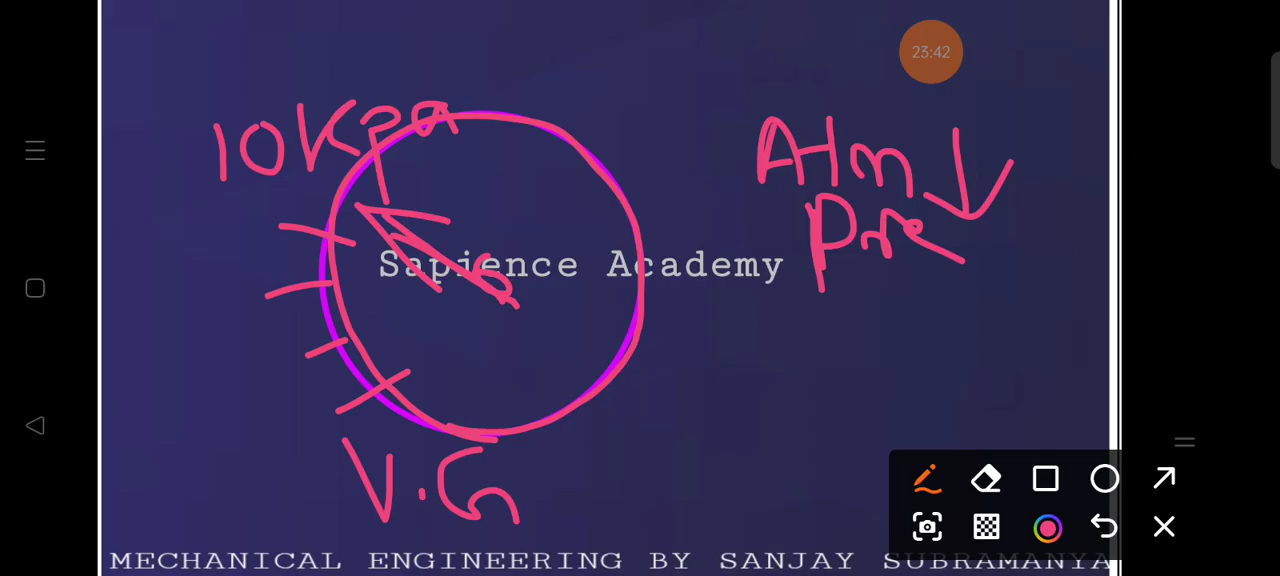 23:42
10Kpa
Atm
Pre
Sapience Academy
V.G
MECHANICAL ENGINEERING BY SANJAY SUBRAMANYA